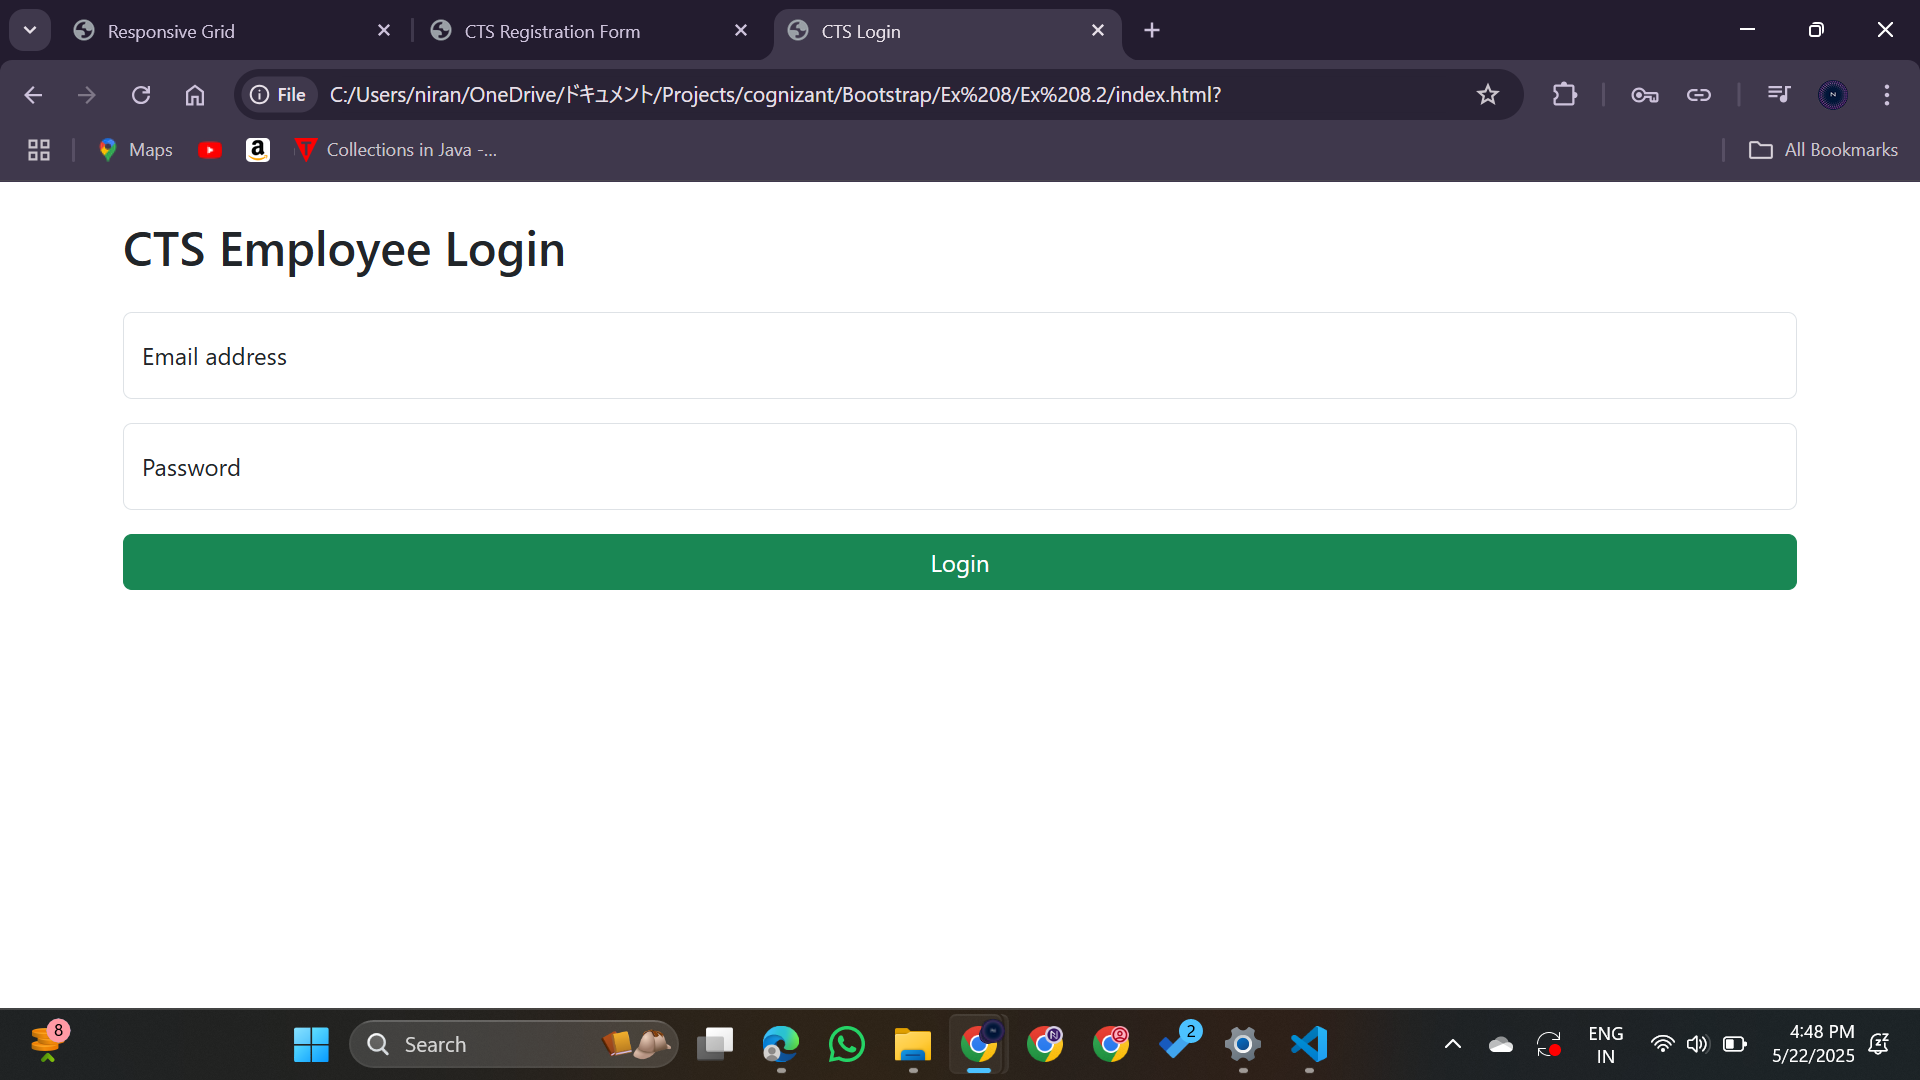 Responsive Grid
CTS Registration Form
CTS Login
File
C:/Users/niran/OneDrive/ドキュメント/Projects/cognizant/Bootstrap/Ex%208/Ex%208.2/index.html?
Maps
a
Collections in Java -...
All Bookmarks
CTS Employee Login
Email address
Password
Login
8
Search
2
ENG
IN
4:48 PM
5/22/2025